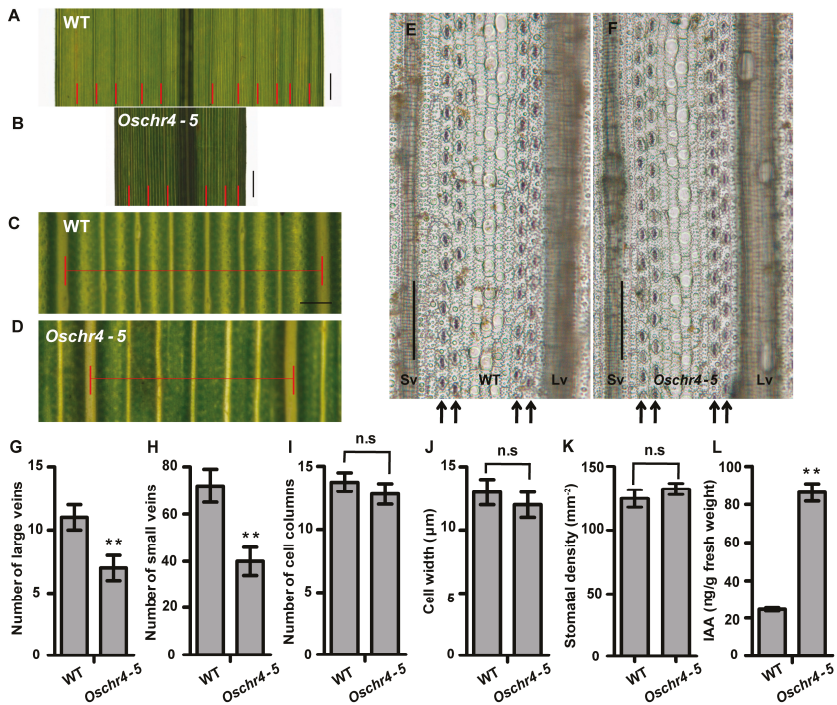 A
WT
B
Oschr4-5
C
WT
D
Oschr4-5
E
F
Sv
WT
Lv
Sv
Oschr4-5
Lv
G
Number of large veins
15
10
5
0
**
WT
Oschr4-5
H
Number of small veins
80
60
40
20
0
**
WT
Oschr4-5
I
Number of cell columns
15
10
5
0
n.s
WT
Oschr4-5
J
Cell width (μm)
15
10
5
0
n.s
WT
Oschr4-5
K
Stomatal density (mm⁻²)
150
100
50
0
n.s
WT
Oschr4-5
L
IAA (ng/g fresh weight)
100
80
60
40
20
0
**
WT
Oschr4-5